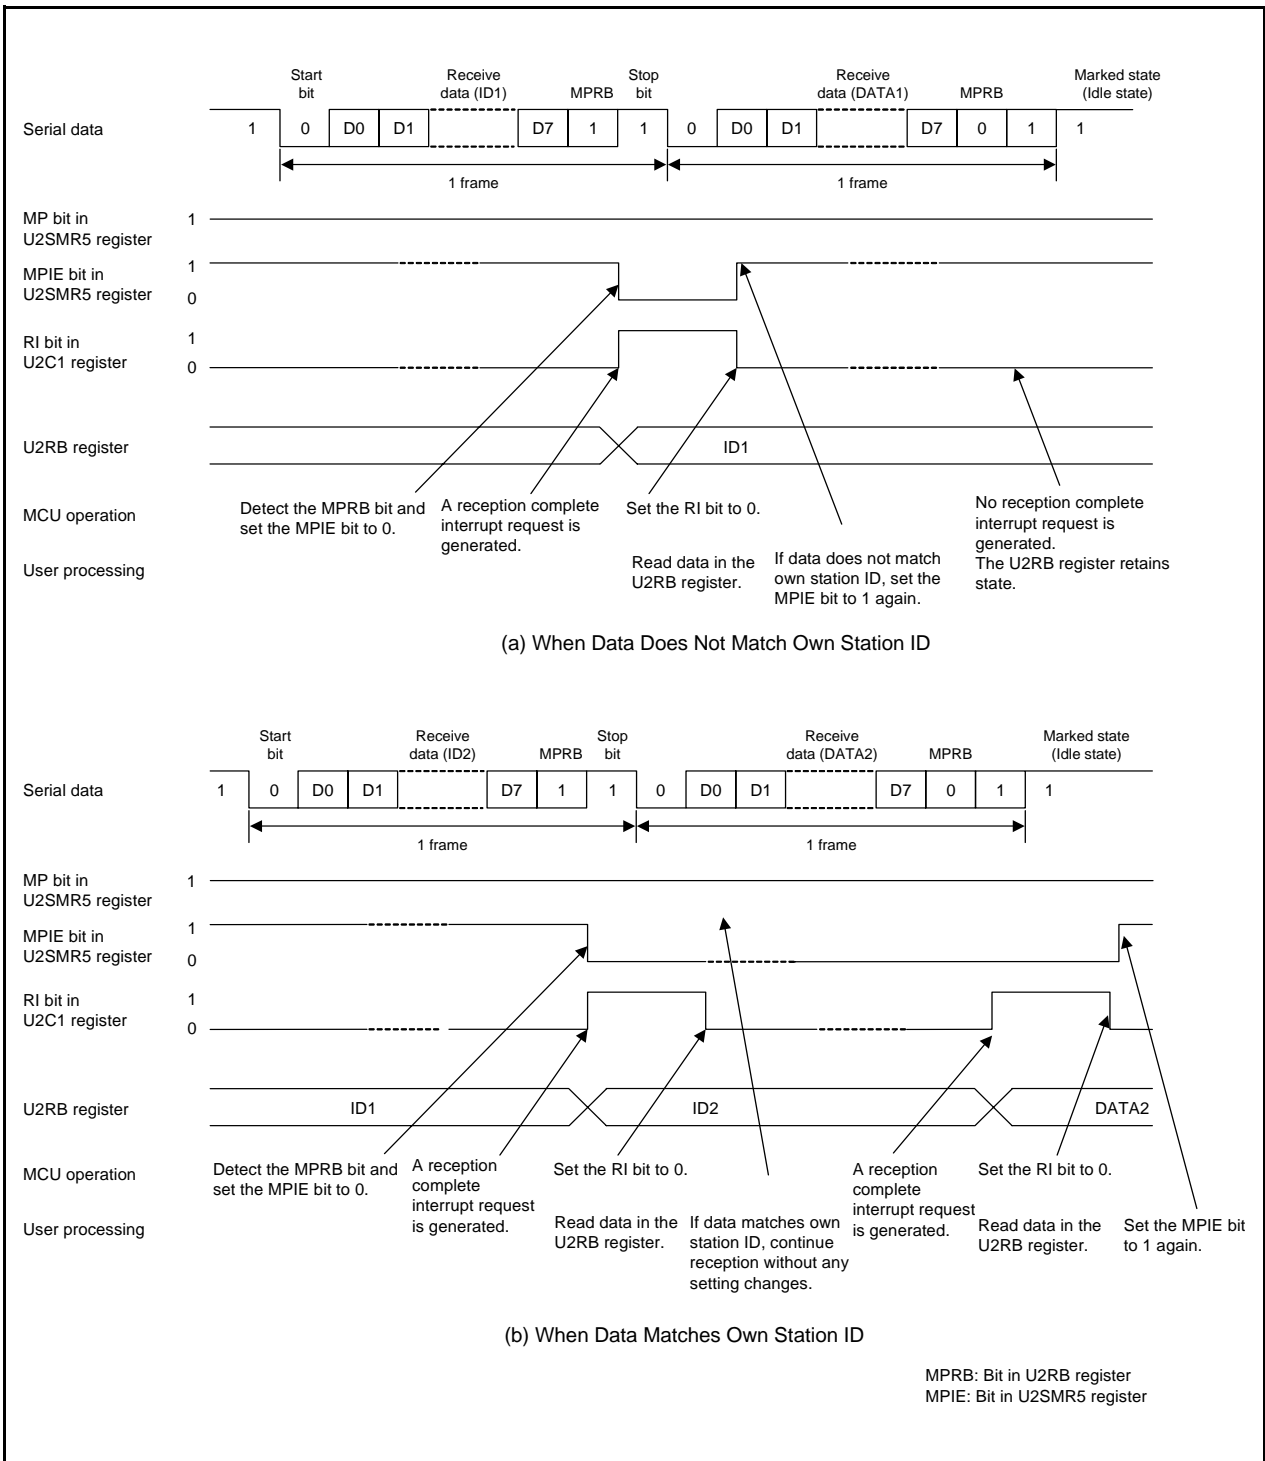 Start Receive Stop Receive Marked state
bit data (ID1) MPRB bit data (DATA1) MPRB (Idle state)
Serial data 1 0 D0 D1 D7 1 1 0 D0 D1 D7 0 1 1
1 frame 1 frame
MP bit in 1
U2SMR5 register
1
MPIE bit in
U2SMR5 register 0
1
RI bit in
U2C1 register 0
U2RB register ID1
MCU operation
User processing
Detect the MPRB bit and
set the MPIE bit to 0.
A reception complete
interrupt request is
generated.
Set the RI bit to 0.
Read data in the
U2RB register.
If data does not match
own station ID, set the
MPIE bit to 1 again.
No reception complete
interrupt request is
generated.
The U2RB register retains
state.
(a) When Data Does Not Match Own Station ID
Start Receive Stop Receive Marked state
bit data (ID2) MPRB bit data (DATA2) MPRB (Idle state)
Serial data 1 0 D0 D1 D7 1 1 0 D0 D1 D7 0 1 1
1 frame 1 frame
MP bit in 1
U2SMR5 register
1
MPIE bit in
U2SMR5 register 0
RI bit in 1
U2C1 register
0
U2RB register ID1 ID2 DATA2
MCU operation
User processing
Detect the MPRB bit and
set the MPIE bit to 0.
A reception
complete
interrupt request
is generated.
Set the RI bit to 0.
Read data in the
U2RB register.
If data matches own
station ID, continue
reception without any
setting changes.
A reception
complete
interrupt request
is generated.
Set the RI bit to 0.
Read data in the
U2RB register.
Set the MPIE bit
to 1 again.
(b) When Data Matches Own Station ID
MPRB: Bit in U2RB register
MPIE: Bit in U2SMR5 register